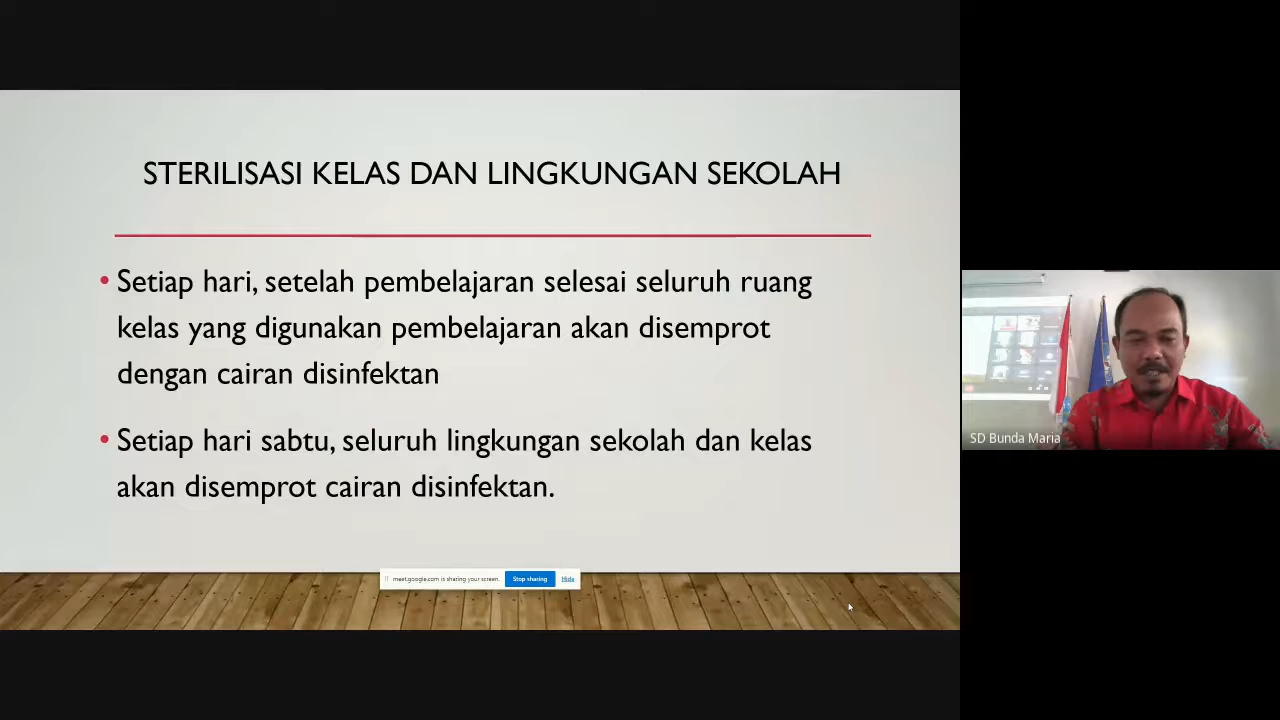 STERILISASI KELAS DAN LINGKUNGAN SEKOLAH
• Setiap hari, setelah pembelajaran selesai seluruh ruang
kelas yang digunakan pembelajaran akan disemprot
dengan cairan disinfektan
• Setiap hari sabtu, seluruh lingkungan sekolah dan kelas
akan disemprot cairan disinfektan.
meet.google.com is sharing your screen. Stop sharing Hide
SD Bunda Maria